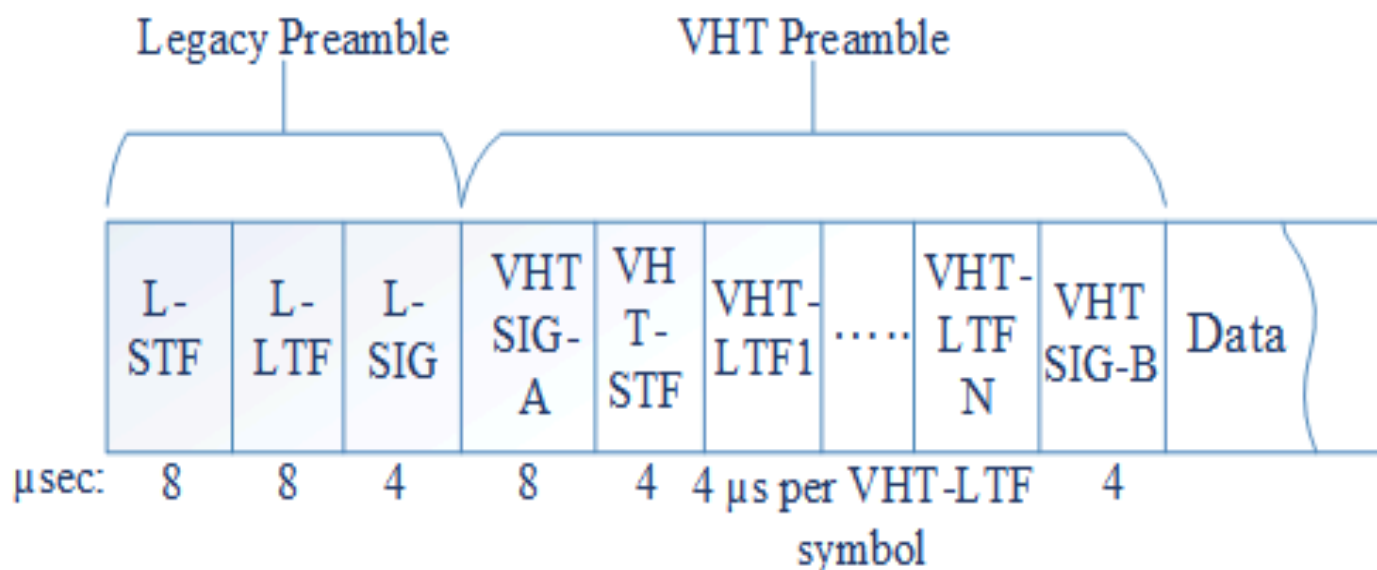 Legacy Preamble
VHT Preamble
L-
STF
L-
LTF
L-
SIG
VHT
SIG-
A
VH
T-
STF
VHT-
LTF1
.....
VHT-
LTF
N
VHT
SIG-B
Data
μsec: 8 8 4 8 4 4 μs per VHT-LTF 4
symbol